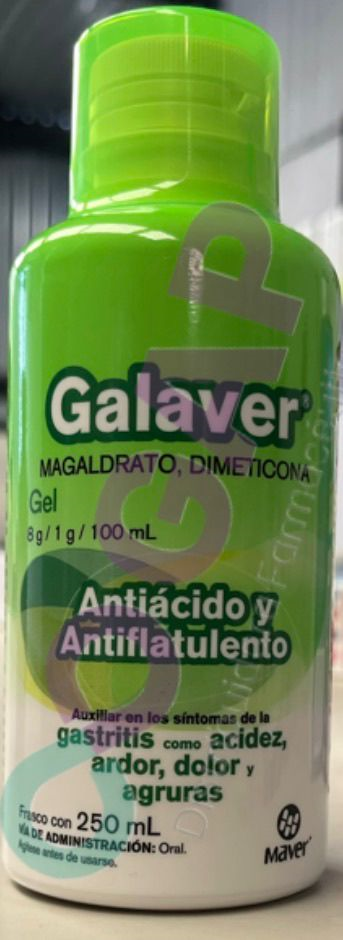 Galaver®
MAGALDRATO, DIMETICONA
Gel
8 g / 1 g / 100 mL
Antiácido y
Antiflatulento
Auxiliar en los síntomas de la
gastritis como acidez,
ardor, dolor y
agruras
Frasco con 250 mL
VÍA DE ADMINISTRACIÓN: Oral.
Agítese antes de usarse.
Maver
GAP